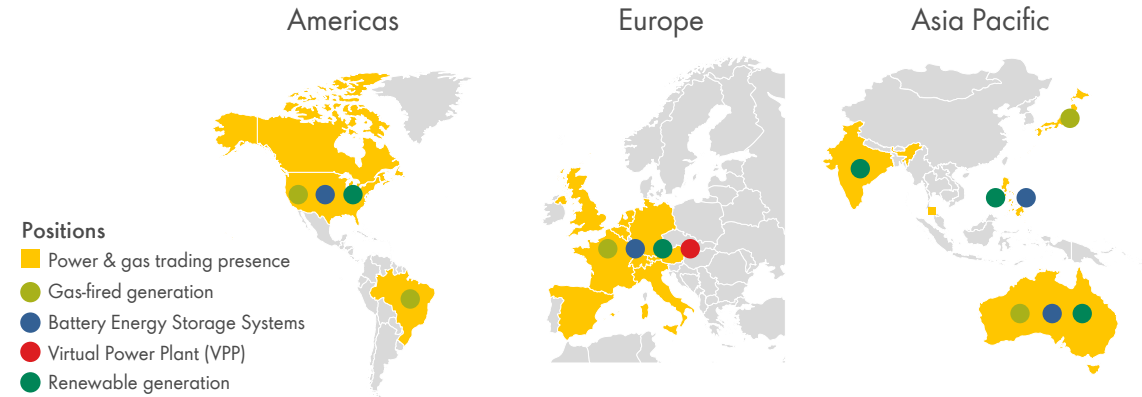 Americas
Europe
Asia Pacific
Positions
Power & gas trading presence
Gas-fired generation
Battery Energy Storage Systems
Virtual Power Plant (VPP)
Renewable generation